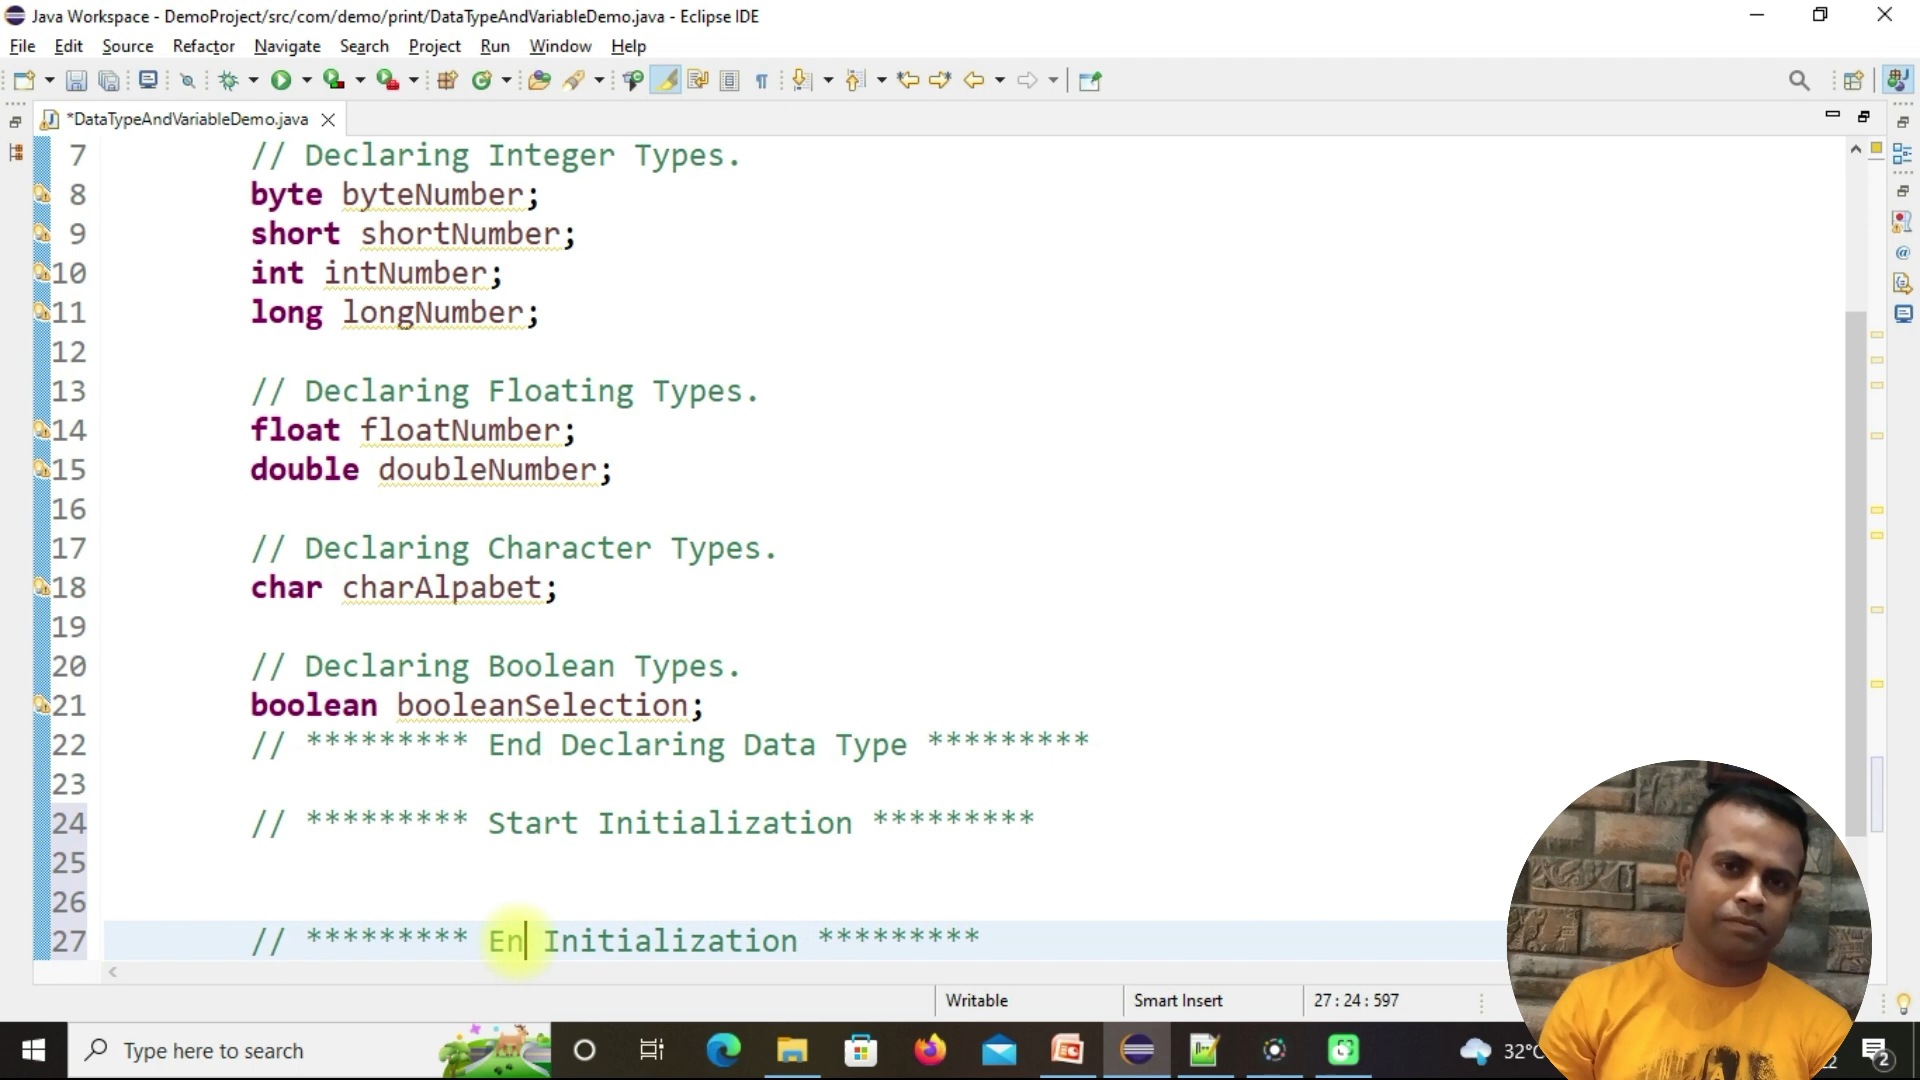 Java Workspace - DemoProject/src/com/demo/print/DataTypeAndVariableDemo.java - Eclipse IDE
File Edit Source Refactor Navigate Search Project Run Window Help
*DataTypeAndVariableDemo.java
7 // Declaring Integer Types.
8 byte byteNumber;
9 short shortNumber;
10 int intNumber;
11 long longNumber;
12
13 // Declaring Floating Types.
14 float floatNumber;
15 double doubleNumber;
16
17 // Declaring Character Types.
18 char charAlpabet;
19
20 // Declaring Boolean Types.
21 boolean booleanSelection;
22 // ********* End Declaring Data Type *********
23
24 // ********* Start Initialization *********
25
26
27 // ********* En Initialization *********
Writable Smart Insert 27 : 24 : 597
Type here to search 32°C 2